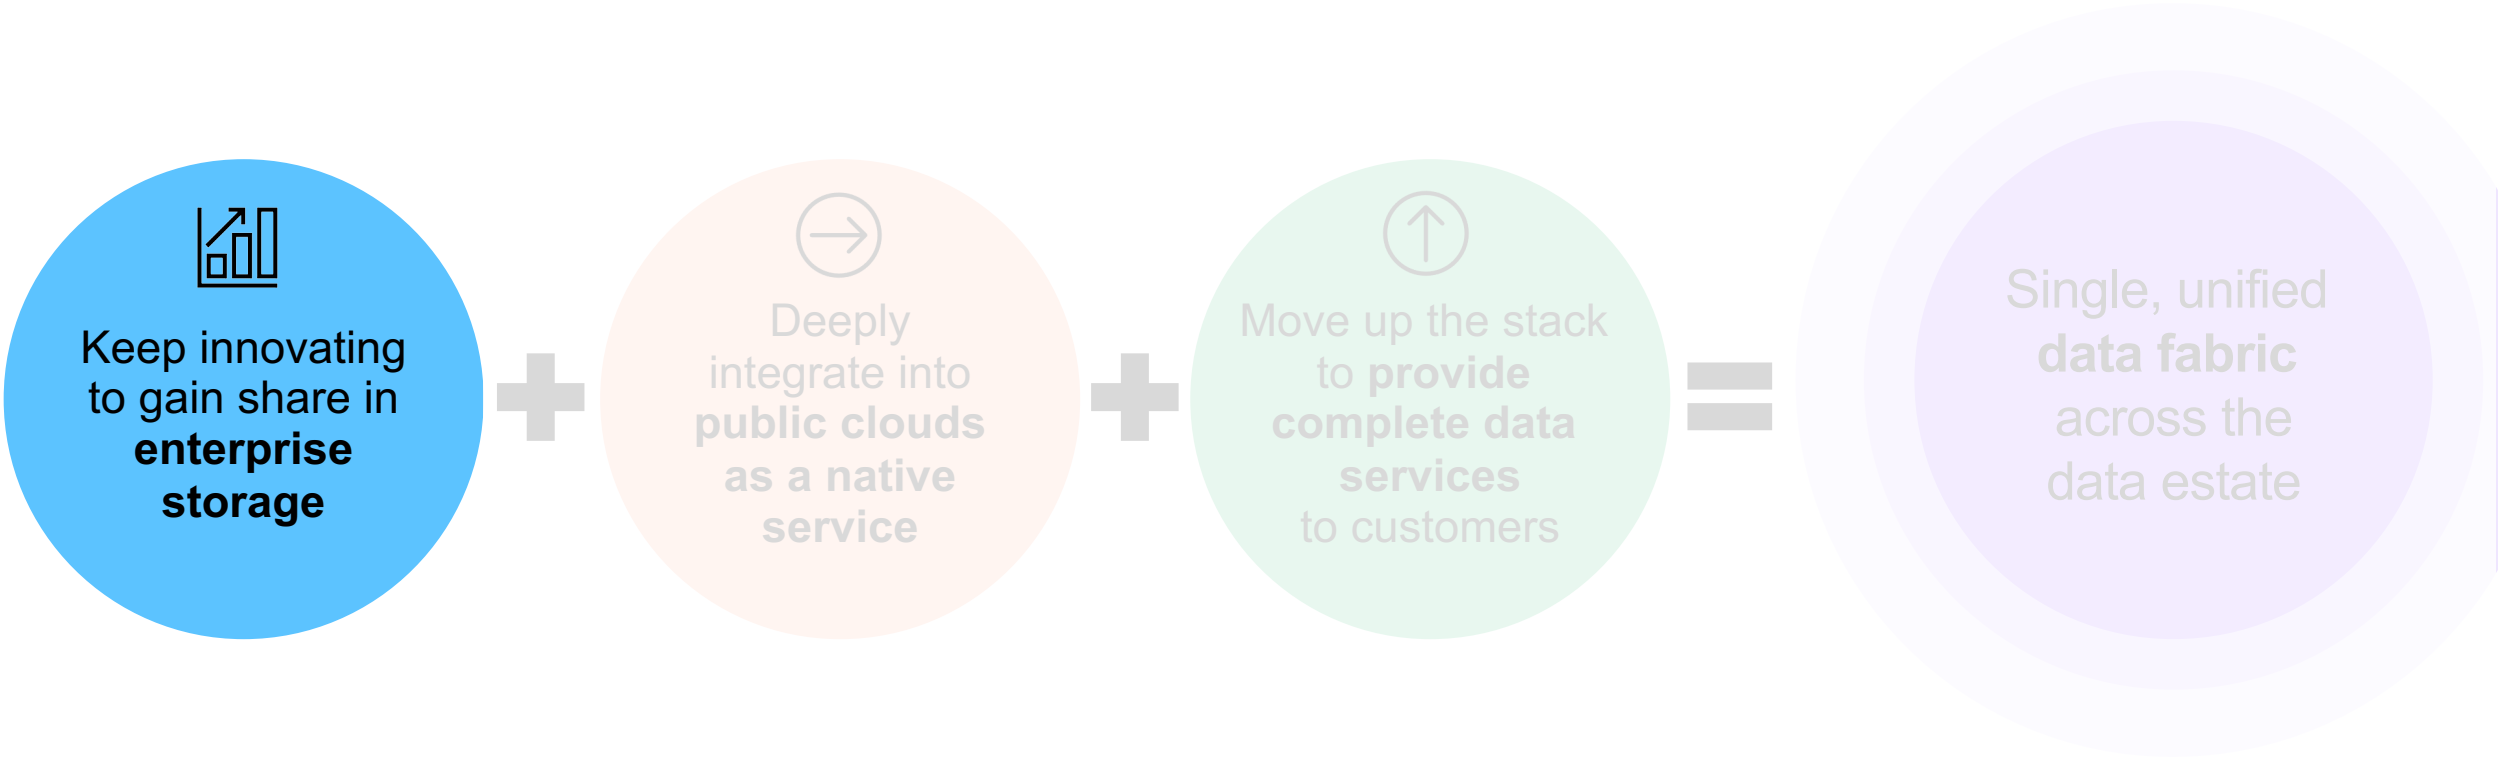 Keep innovating
to gain share in
enterprise
storage
Deeply
integrate into
public clouds
as a native
service
Move up the stack
to provide
complete data
services
to customers
Single, unified
data fabric
across the
data estate